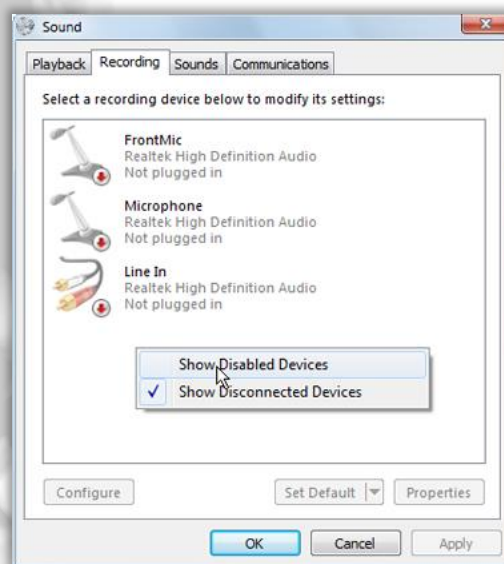 Sound
Playback Recording Sounds Communications
Select a recording device below to modify its settings:
FrontMic
Realtek High Definition Audio
Not plugged in
Microphone
Realtek High Definition Audio
Not plugged in
Line In
Realtek High Definition Audio
Not plugged in
Show Disabled Devices
Show Disconnected Devices
Configure Set Default Properties
OK Cancel Apply